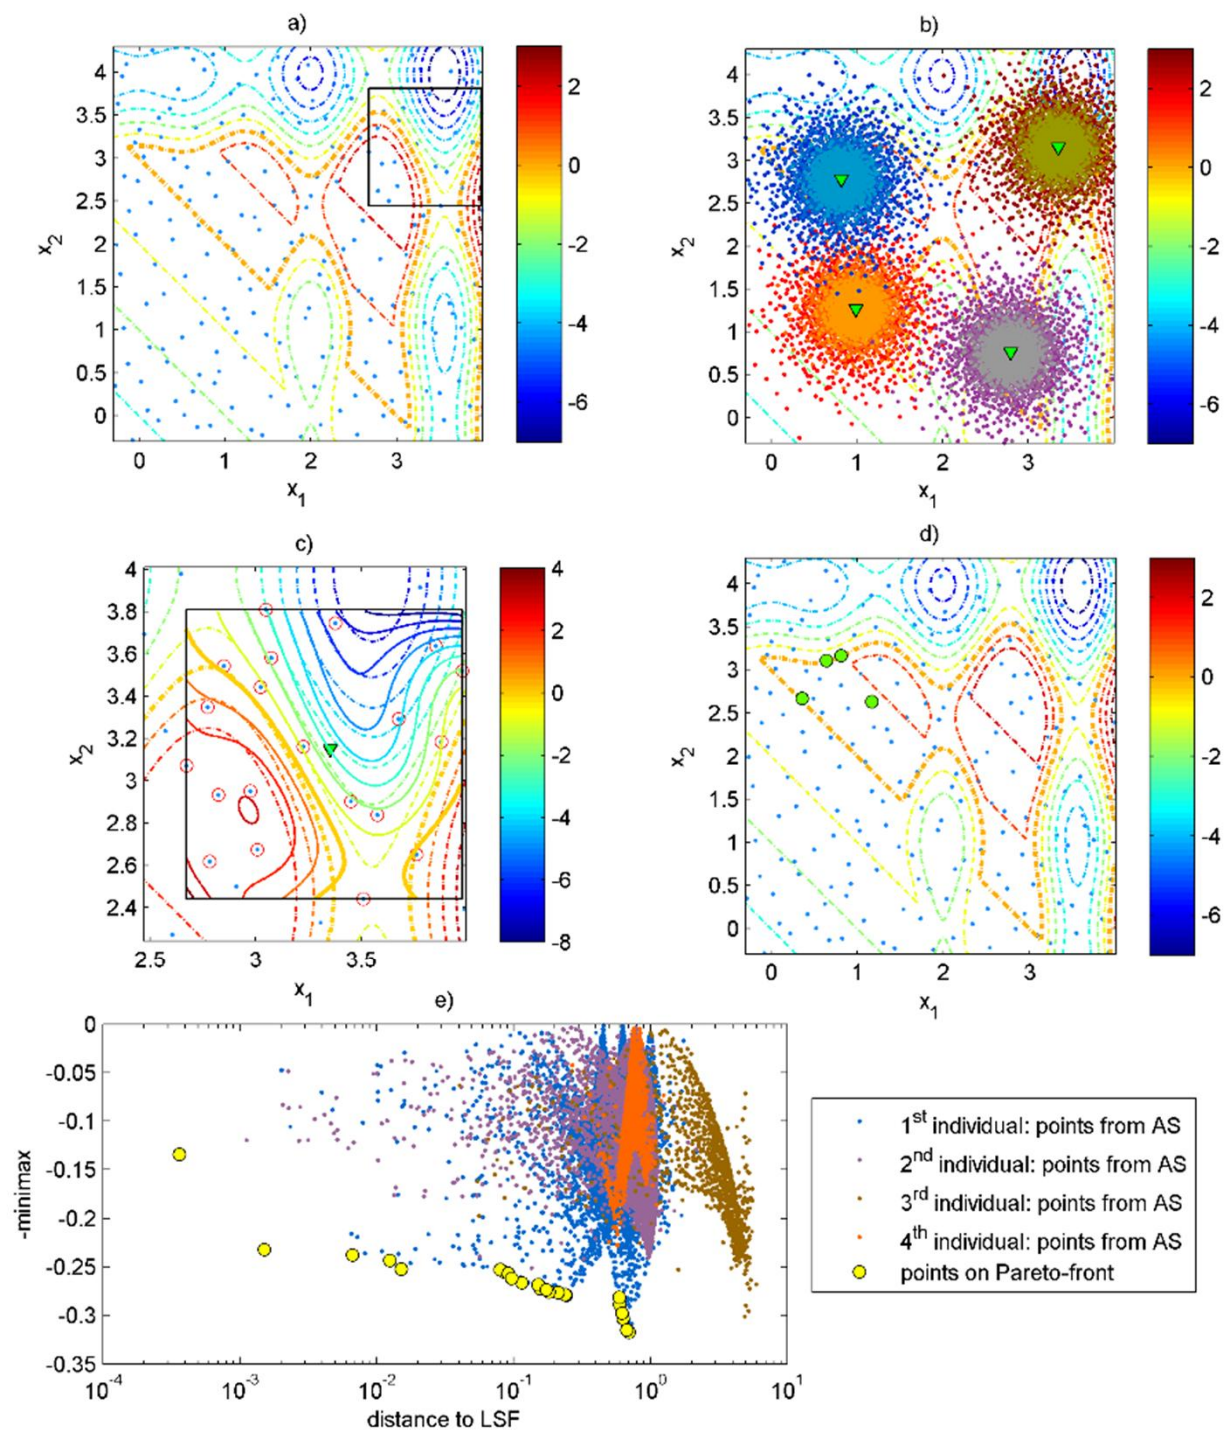 a)
4
3.5
3
2.5
2
1.5
1
0.5
0
x2
0 1 2 3
x1
2
0
-2
-4
-6
b)
4
3.5
3
2.5
2
1.5
1
0.5
0
x2
0 1 2 3
x1
2
0
-2
-4
-6
c)
4
3.8
3.6
3.4
3.2
3
2.8
2.6
2.4
x2
2.5 3 3.5
x1
4
2
0
-2
-4
-6
-8
d)
4
3.5
3
2.5
2
1.5
1
0.5
0
x2
0 1 2 3
x1
2
0
-2
-4
-6
e)
0
-0.05
-0.1
-0.15
-0.2
-0.25
-0.3
-0.35
-minimax
10^-4 10^-3 10^-2 10^-1 10^0 10^1
distance to LSF
1st individual: points from AS
2nd individual: points from AS
3rd individual: points from AS
4th individual: points from AS
points on Pareto-front